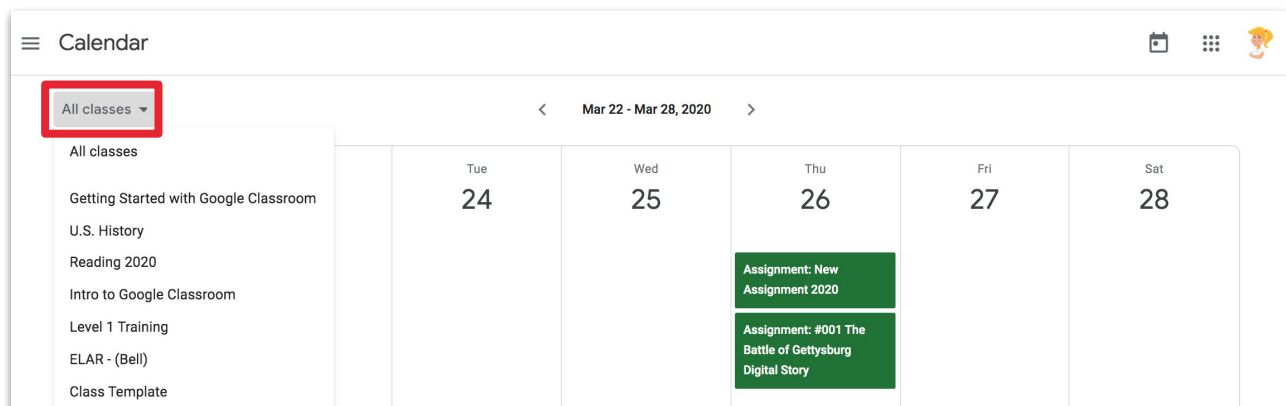 Calendar
All classes
Mar 22 - Mar 28, 2020
All classes
Getting Started with Google Classroom
U.S. History
Reading 2020
Intro to Google Classroom
Level 1 Training
ELAR - (Bell)
Class Template
Tue
24
Wed
25
Thu
26
Fri
27
Sat
28
Assignment: New
Assignment 2020
Assignment: #001 The
Battle of Gettysburg
Digital Story